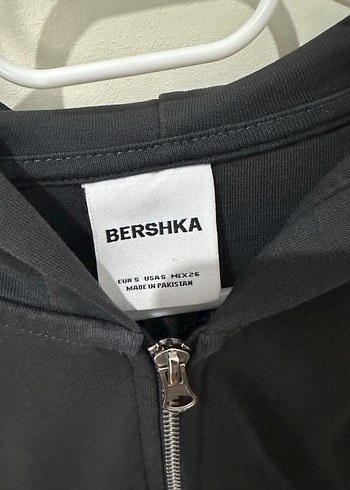 BERSHKA
EUR S USA S MEX 26
MADE IN PAKISTAN